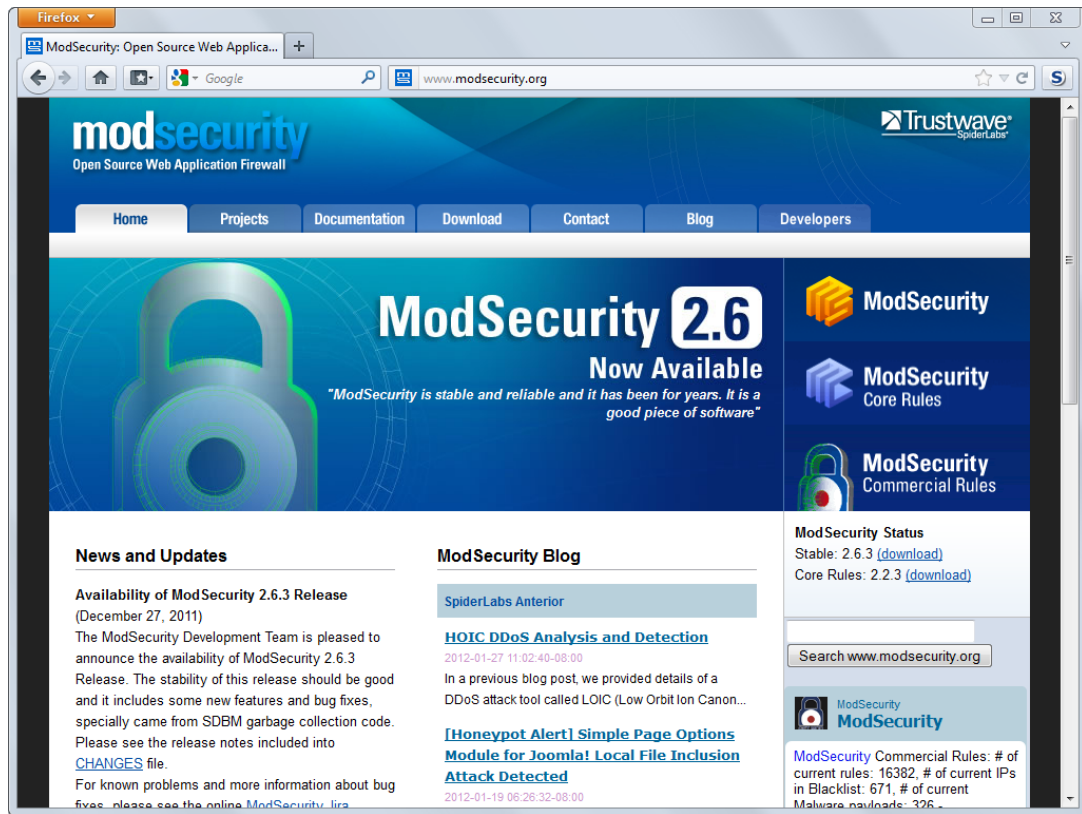 Firefox
ModSecurity: Open Source Web Applica...
Google
www.modsecurity.org
S
modsecurity
Open Source Web Application Firewall
Trustwave®
SpiderLabs®
Home
Projects
Documentation
Download
Contact
Blog
Developers
ModSecurity 2.6
Now Available
"ModSecurity is stable and reliable and it has been for years. It is a
good piece of software"
ModSecurity
ModSecurity
Core Rules
ModSecurity
Commercial Rules
News and Updates
Availability of ModSecurity 2.6.3 Release
(December 27, 2011)
The ModSecurity Development Team is pleased to
announce the availability of ModSecurity 2.6.3
Release. The stability of this release should be good
and it includes some new features and bug fixes,
specially came from SDBM garbage collection code.
Please see the release notes included into
CHANGES file.
For known problems and more information about bug
fixes, please see the online ModSecurity Jira.
ModSecurity Blog
SpiderLabs Anterior
HOIC DDoS Analysis and Detection
2012-01-27 11:02:40-08:00
In a previous blog post, we provided details of a
DDoS attack tool called LOIC (Low Orbit Ion Canon...
[Honeypot Alert] Simple Page Options
Module for Joomla! Local File Inclusion
Attack Detected
2012-01-19 06:26:32-08:00
ModSecurity Status
Stable: 2.6.3 (download)
Core Rules: 2.2.3 (download)
Search www.modsecurity.org
ModSecurity
ModSecurity
ModSecurity Commercial Rules: # of
current rules: 16382, # of current IPs
in Blacklist: 671, # of current
Malware payloads: 326 -